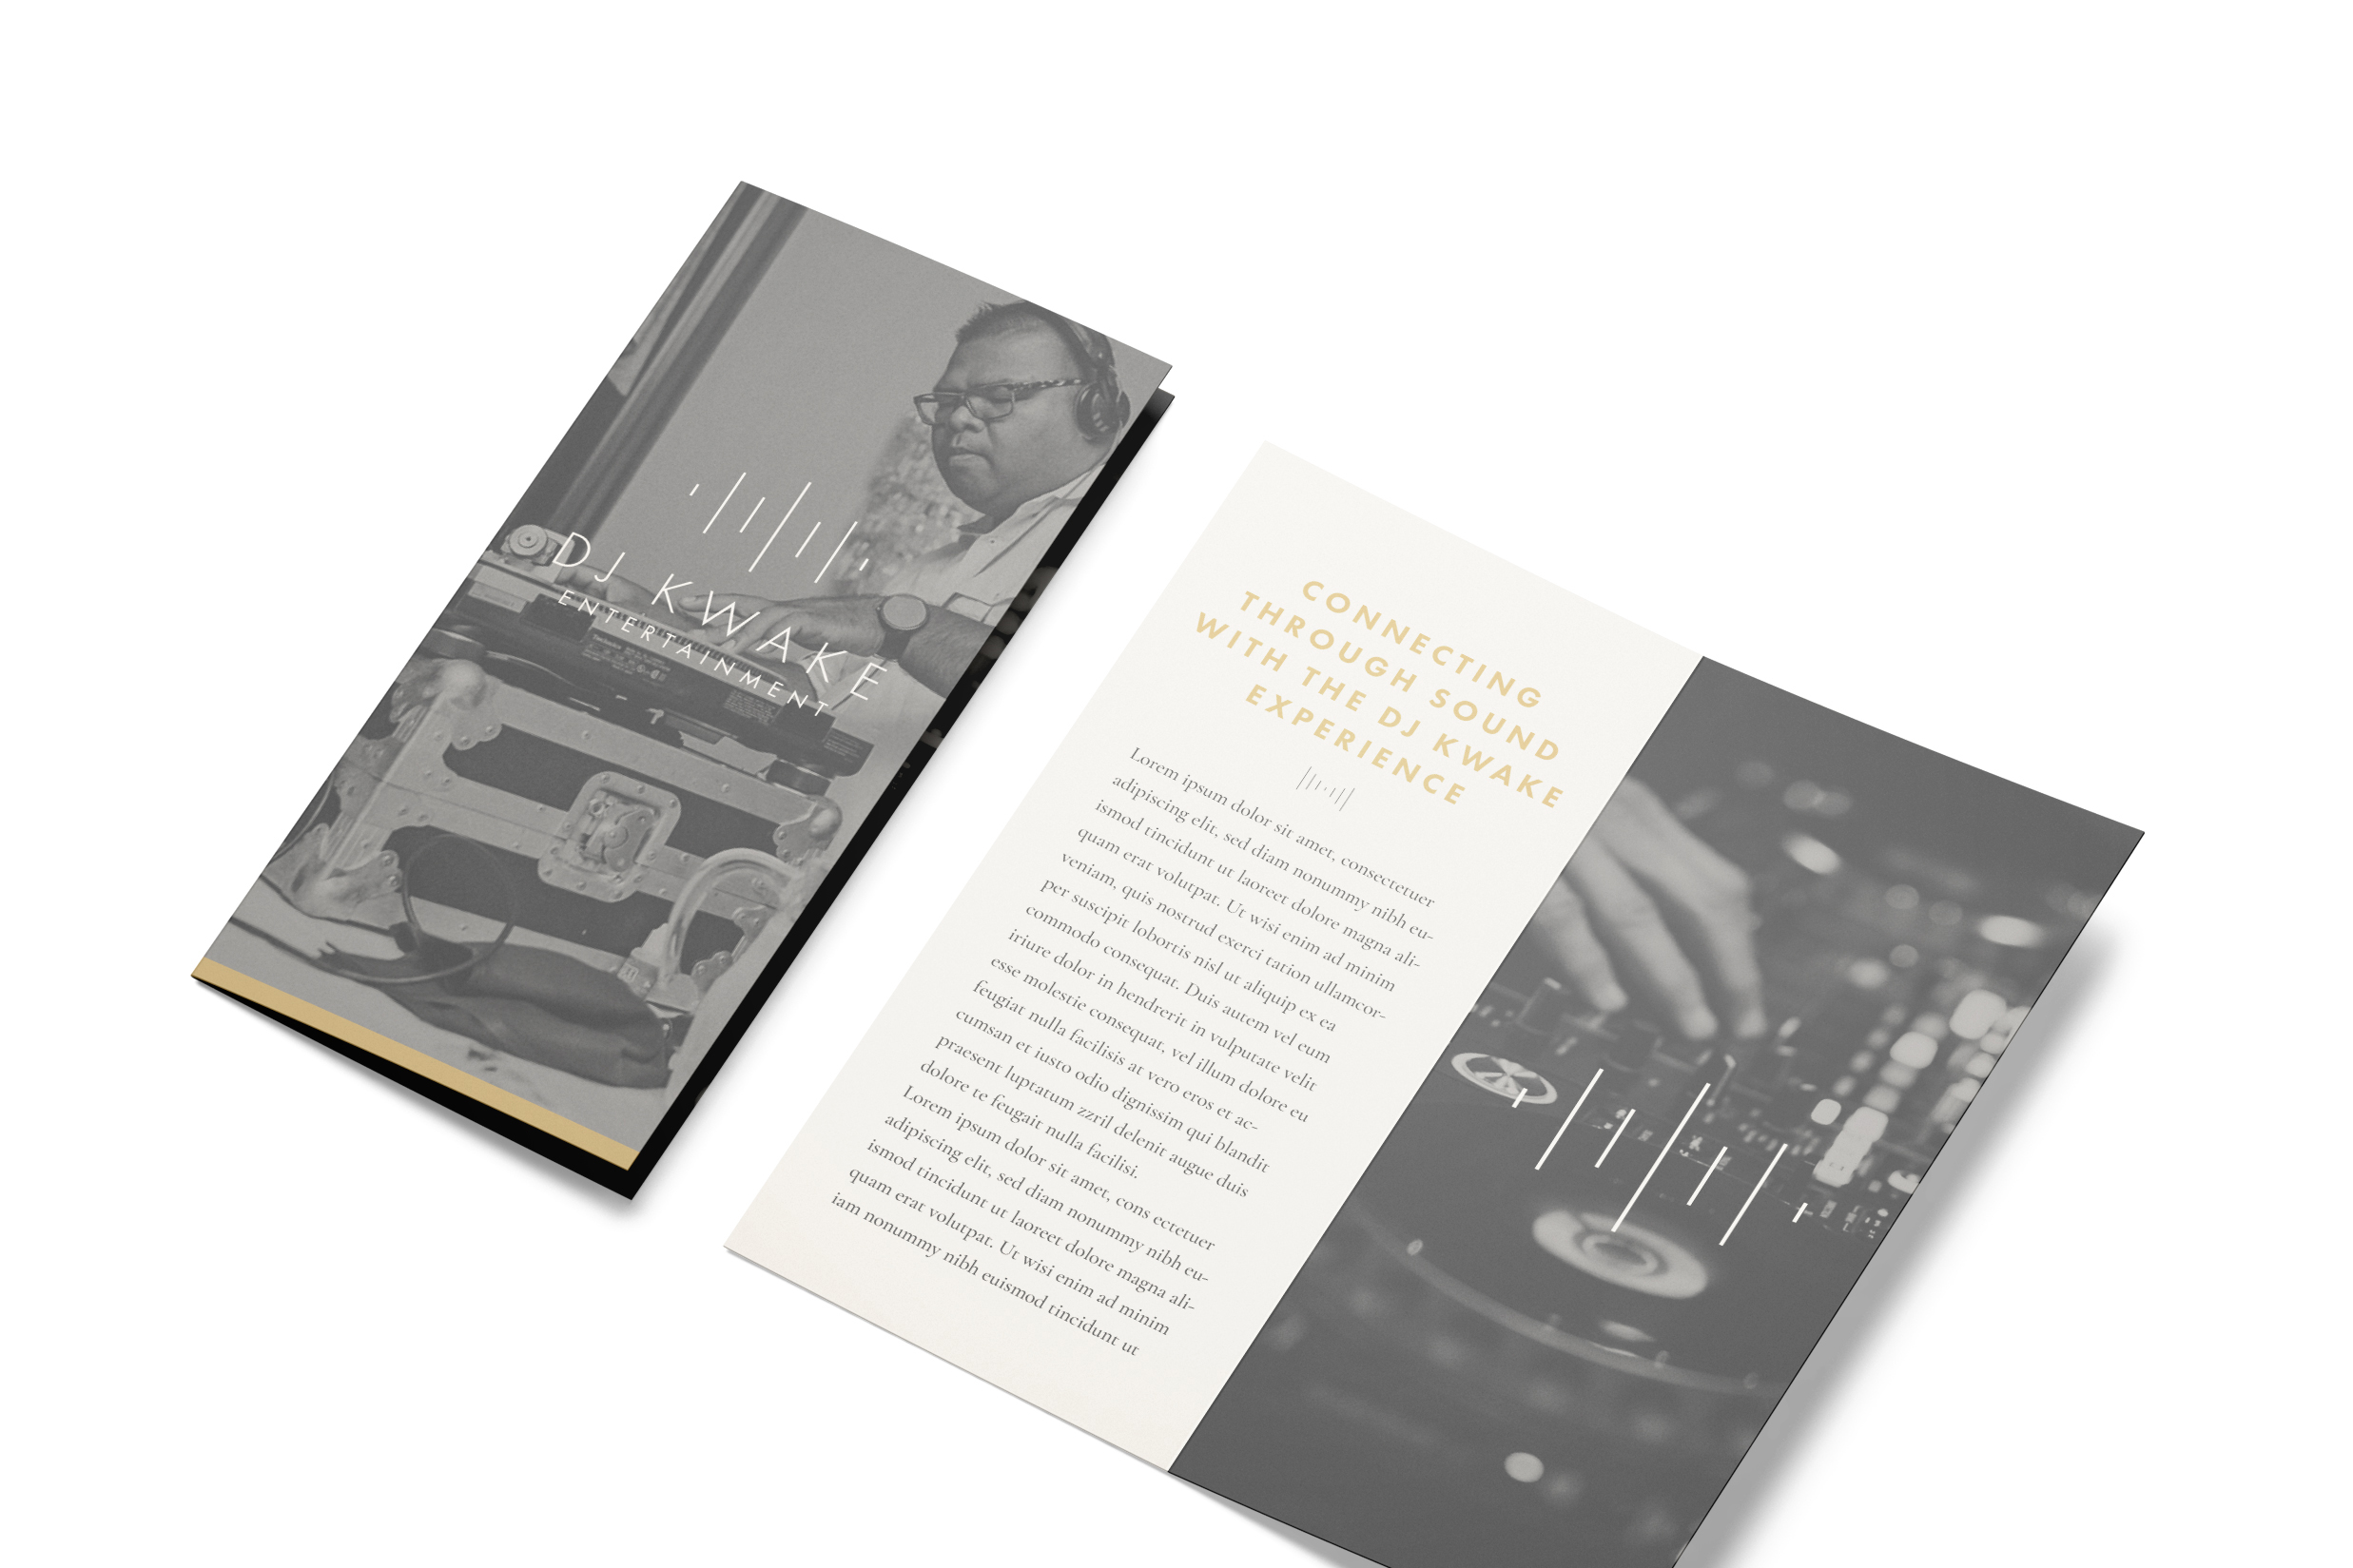 DJ KWAKE
ENTERTAINMENT
CONNECTING
THROUGH SOUND
WITH THE DJ KWAKE
EXPERIENCE
Lorem ipsum dolor sit amet, consectetuer
adipiscing elit, sed diam nonummy nibh eu-
ismod tincidunt ut laoreet dolore magna ali-
quam erat volutpat. Ut wisi enim ad minim
veniam, quis nostrud exerci tation ullamcor-
per suscipit lobortis nisl ut aliquip ex ea
commodo consequat. Duis autem vel eum
iriure dolor in hendrerit in vulputate velit
esse molestie consequat, vel illum dolore eu
feugiat nulla facilisis at vero eros et ac-
cumsan et iusto odio dignissim qui blandit
praesent luptatum zzril delenit augue duis
dolore te feugait nulla facilisi.
Lorem ipsum dolor sit amet, cons ectetuer
adipiscing elit, sed diam nonummy nibh eu-
ismod tincidunt ut laoreet dolore magna ali-
quam erat volutpat. Ut wisi enim ad minim
iam nonummy nibh euismod tincidunt ut